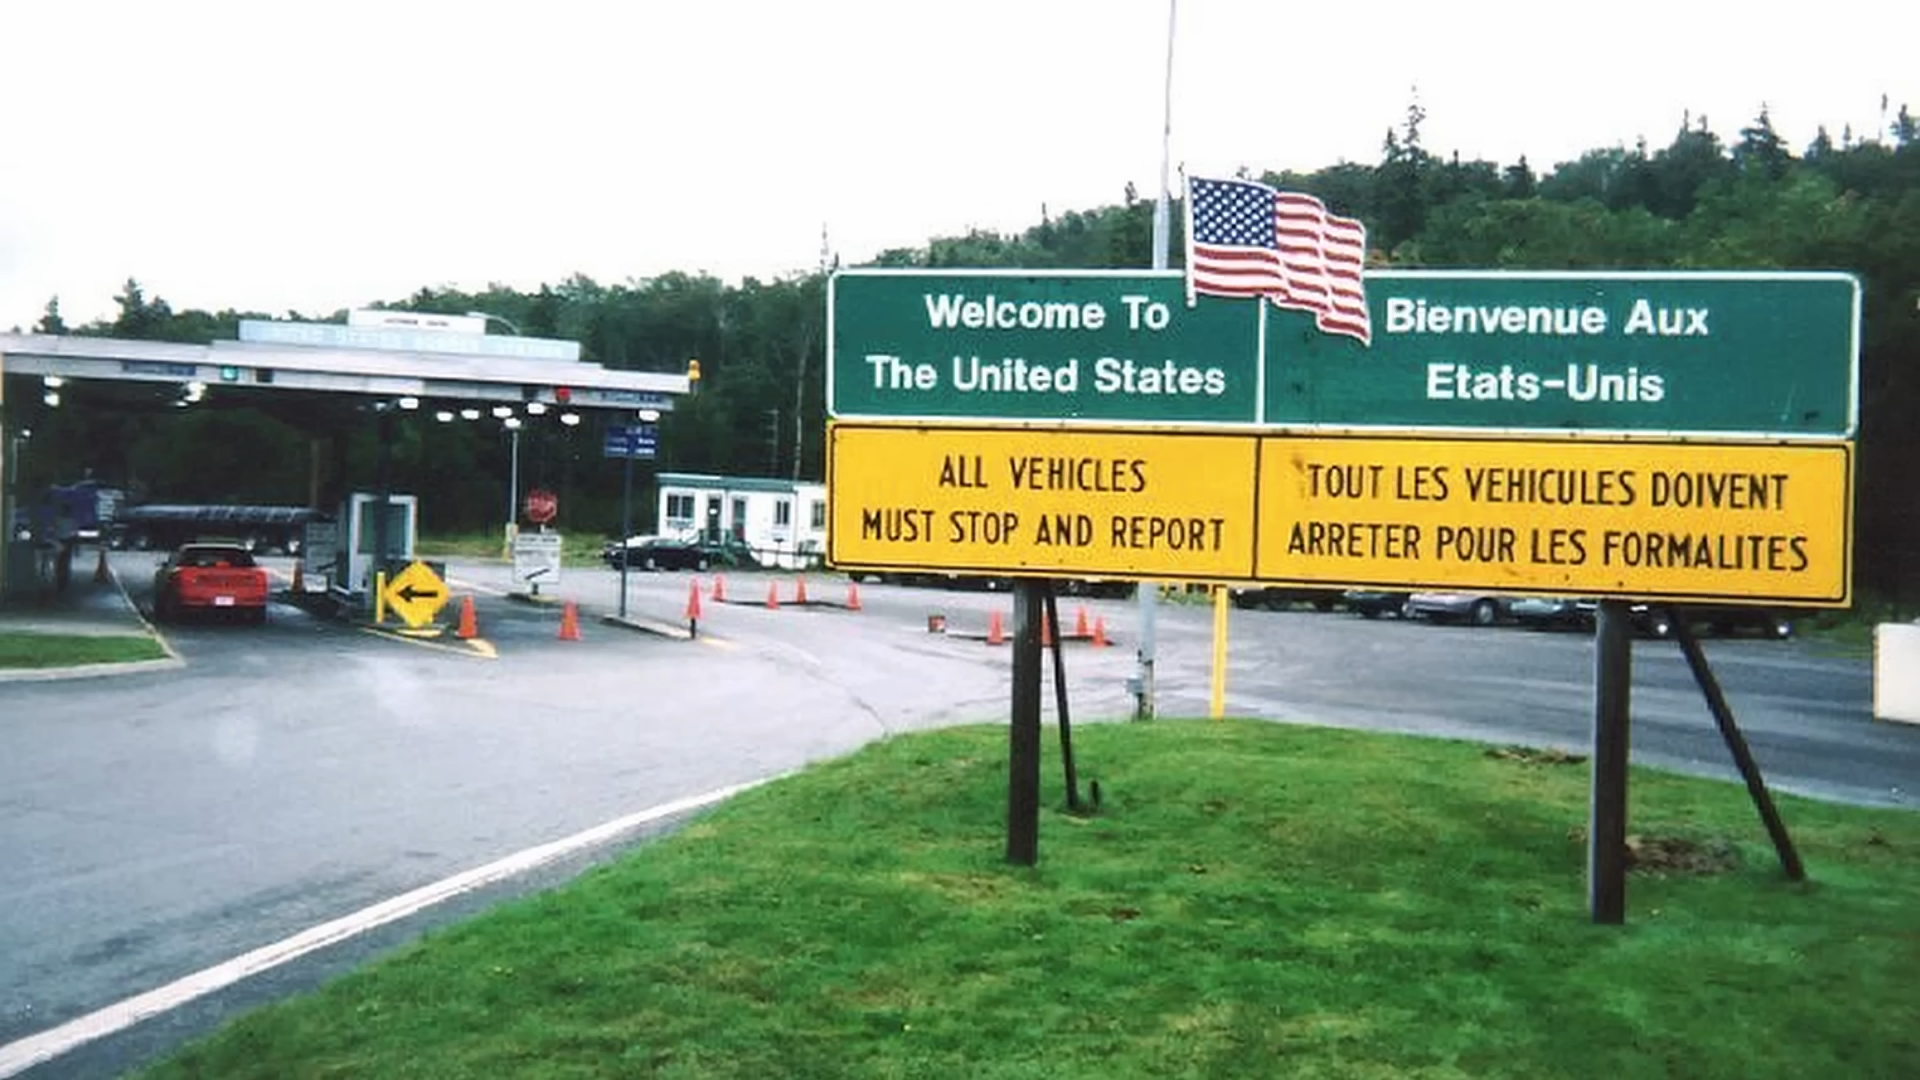 Welcome To
The United States
Bienvenue Aux
Etats-Unis
ALL VEHICLES
MUST STOP AND REPORT
TOUT LES VEHICULES DOIVENT
ARRETER POUR LES FORMALITES
STOP